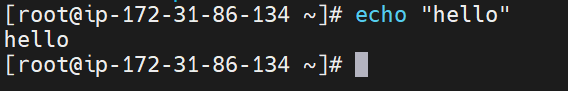 [root@ip-172-31-86-134 ~]# echo "hello"
hello
[root@ip-172-31-86-134 ~]#